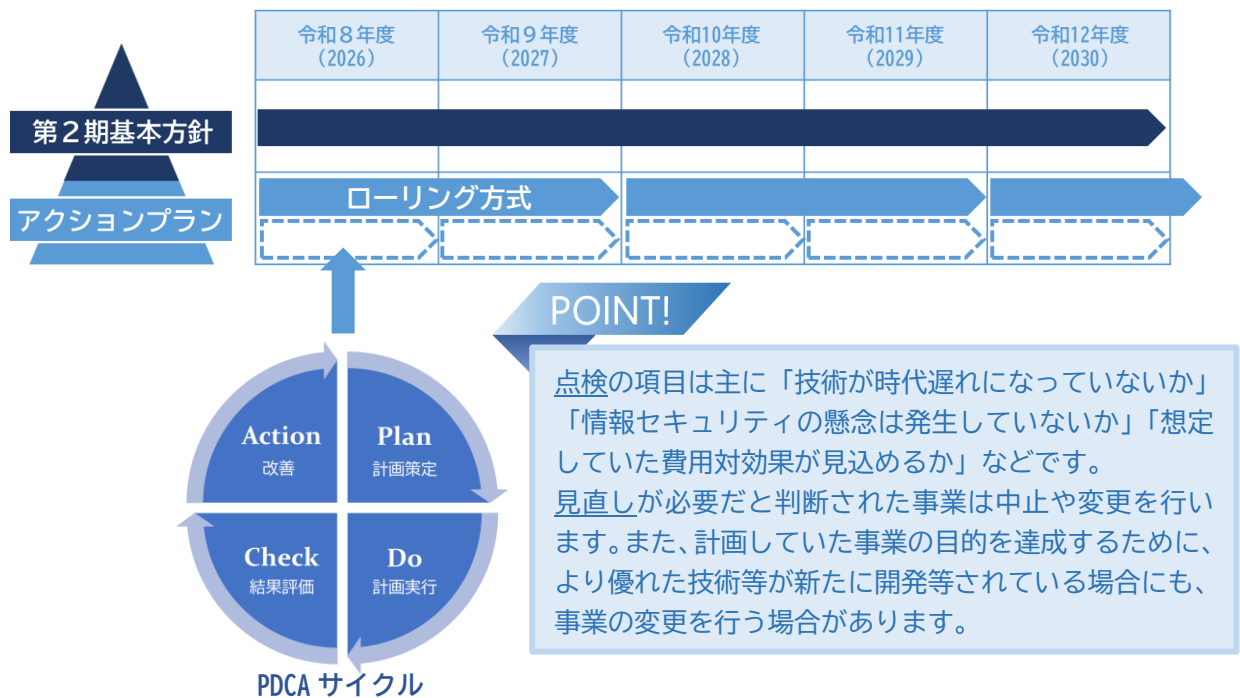 令和８年度
(2026)
令和９年度
(2027)
令和10年度
(2028)
令和11年度
(2029)
令和12年度
(2030)
第２期基本方針
アクションプラン
ローリング方式
POINT!
点検の項目は主に「技術が時代遅れになっていないか」
「情報セキュリティの懸念は発生していないか」「想定
していた費用対効果が見込めるか」などです。
見直しが必要だと判断された事業は中止や変更を行い
ます。また、計画していた事業の目的を達成するために、
より優れた技術等が新たに開発等されている場合にも、
事業の変更を行う場合があります。
Action
改善
Plan
計画策定
Check
結果評価
Do
計画実行
PDCA サイクル